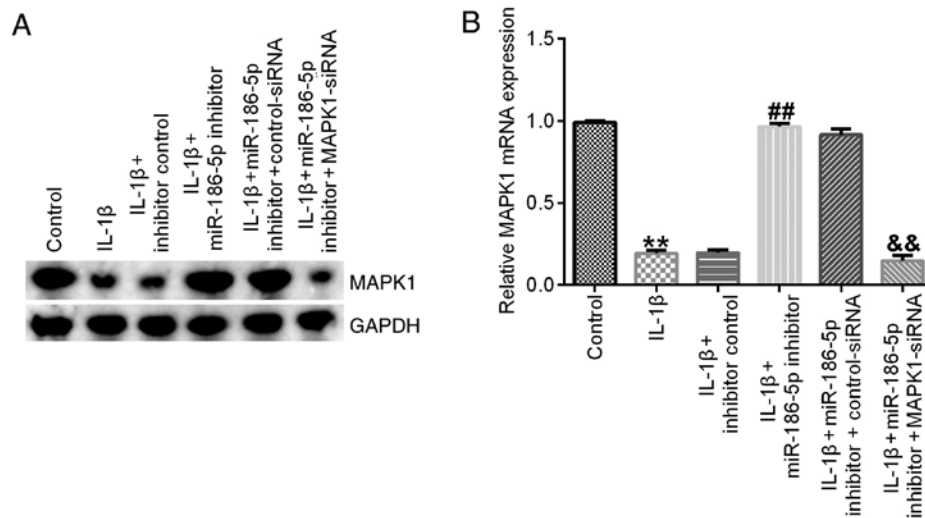 A
Control
IL-1β
IL-1β+
inhibitor control
IL-1β+
miR-186-5p inhibitor
IL-1β+miR-186-5p
inhibitor+control-siRNA
IL-1β+miR-186-5p
inhibitor+MAPK1-siRNA
MAPK1
GAPDH
B
Relative MAPK1 mRNA expression
1.5
1.0
0.5
0.0
**
##
&&
Control
IL-1β
IL-1β+
inhibitor control
IL-1β+
miR-186-5p inhibitor
IL-1β+miR-186-5p
inhibitor+control-siRNA
IL-1β+miR-186-5p
inhibitor+MAPK1-siRNA